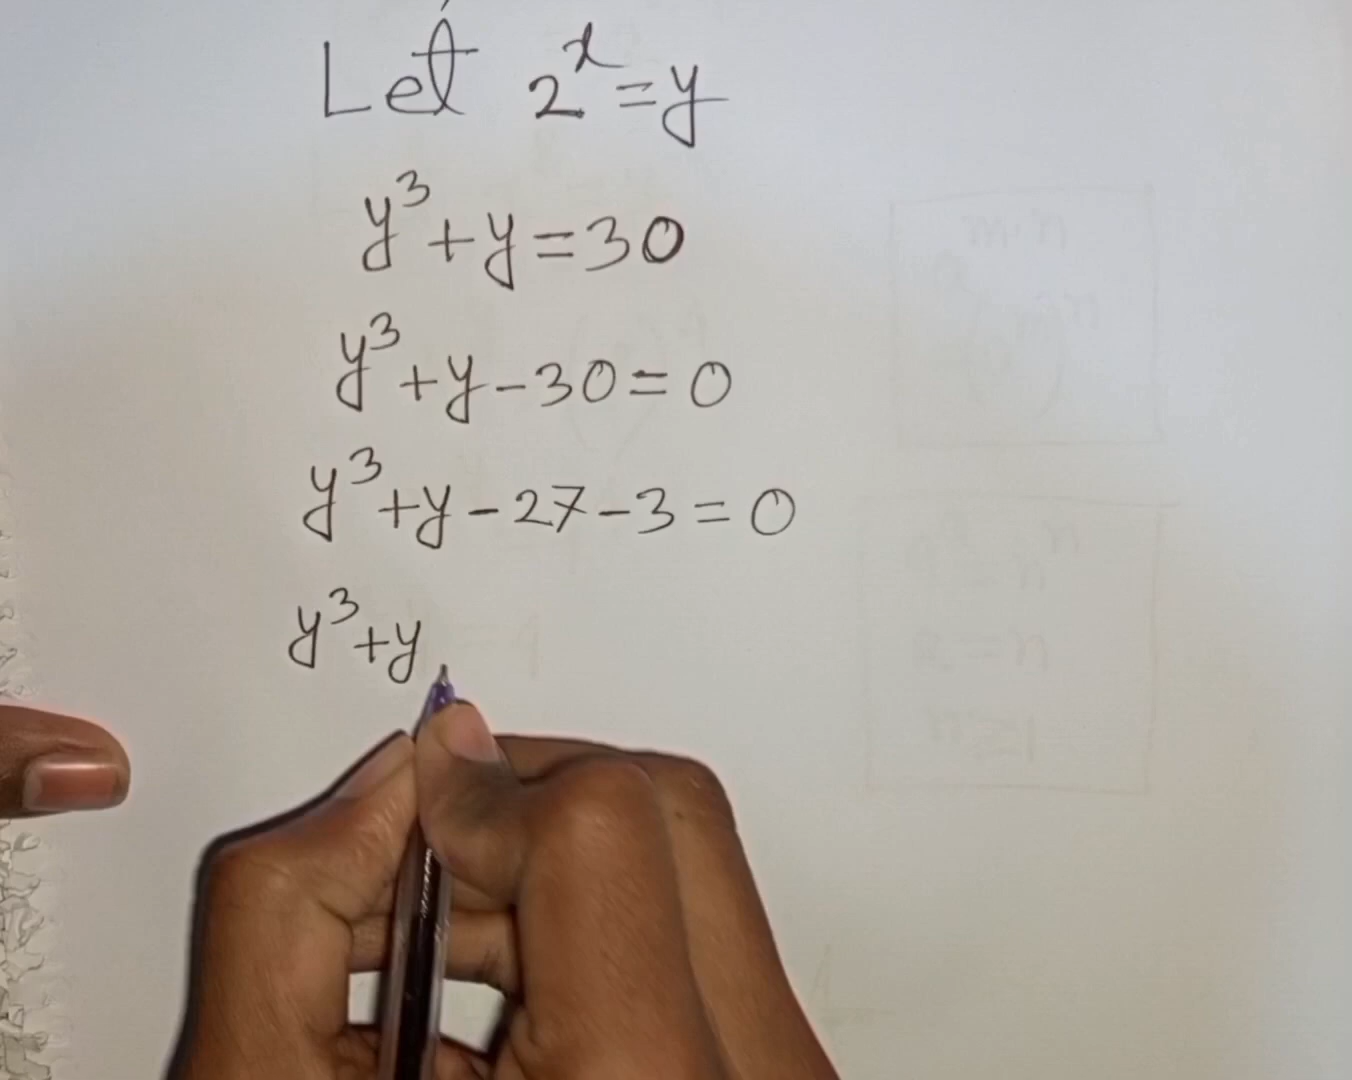 Let 2^x = y
y^3 + y = 30
y^3 + y - 30 = 0
y^3 + y - 27 - 3 = 0
y^3 + y